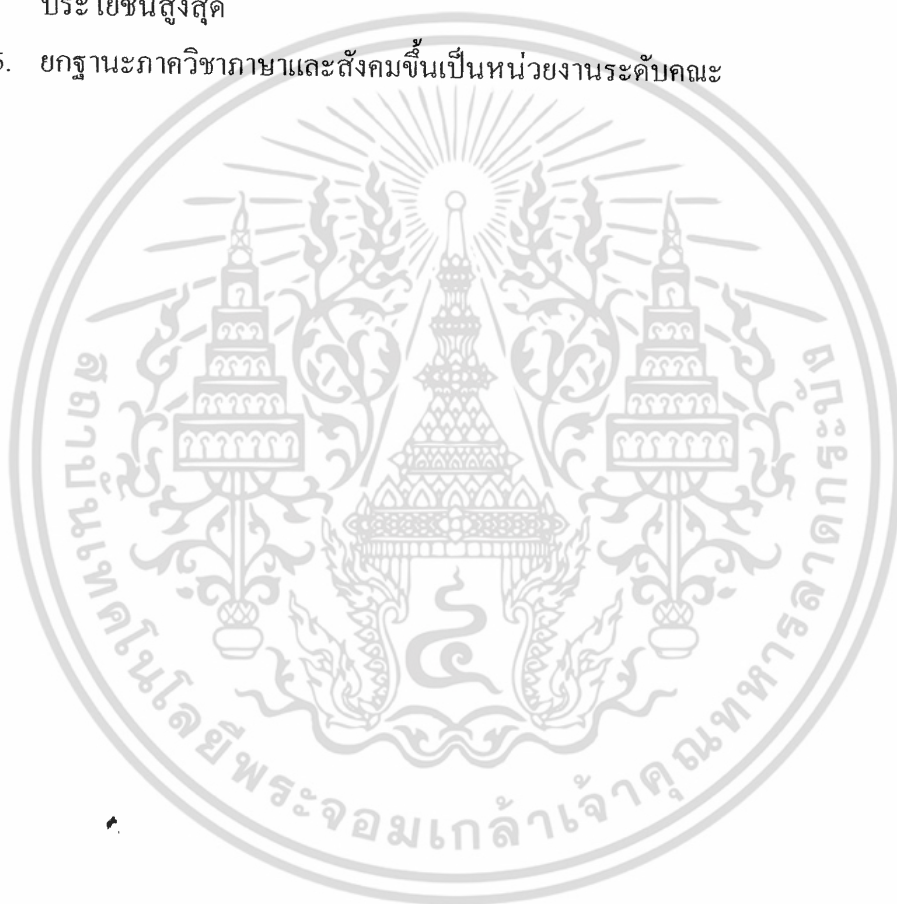 ประโยชน์สูงสุด
5. ยกฐานะภาควิชาภาษาและสังคมขึ้นเป็นหน่วยงานระดับคณะ
สถาบันเทคโนโลยีพระจอมเกล้าเจ้าคุณทหารลาดกระบัง
๔